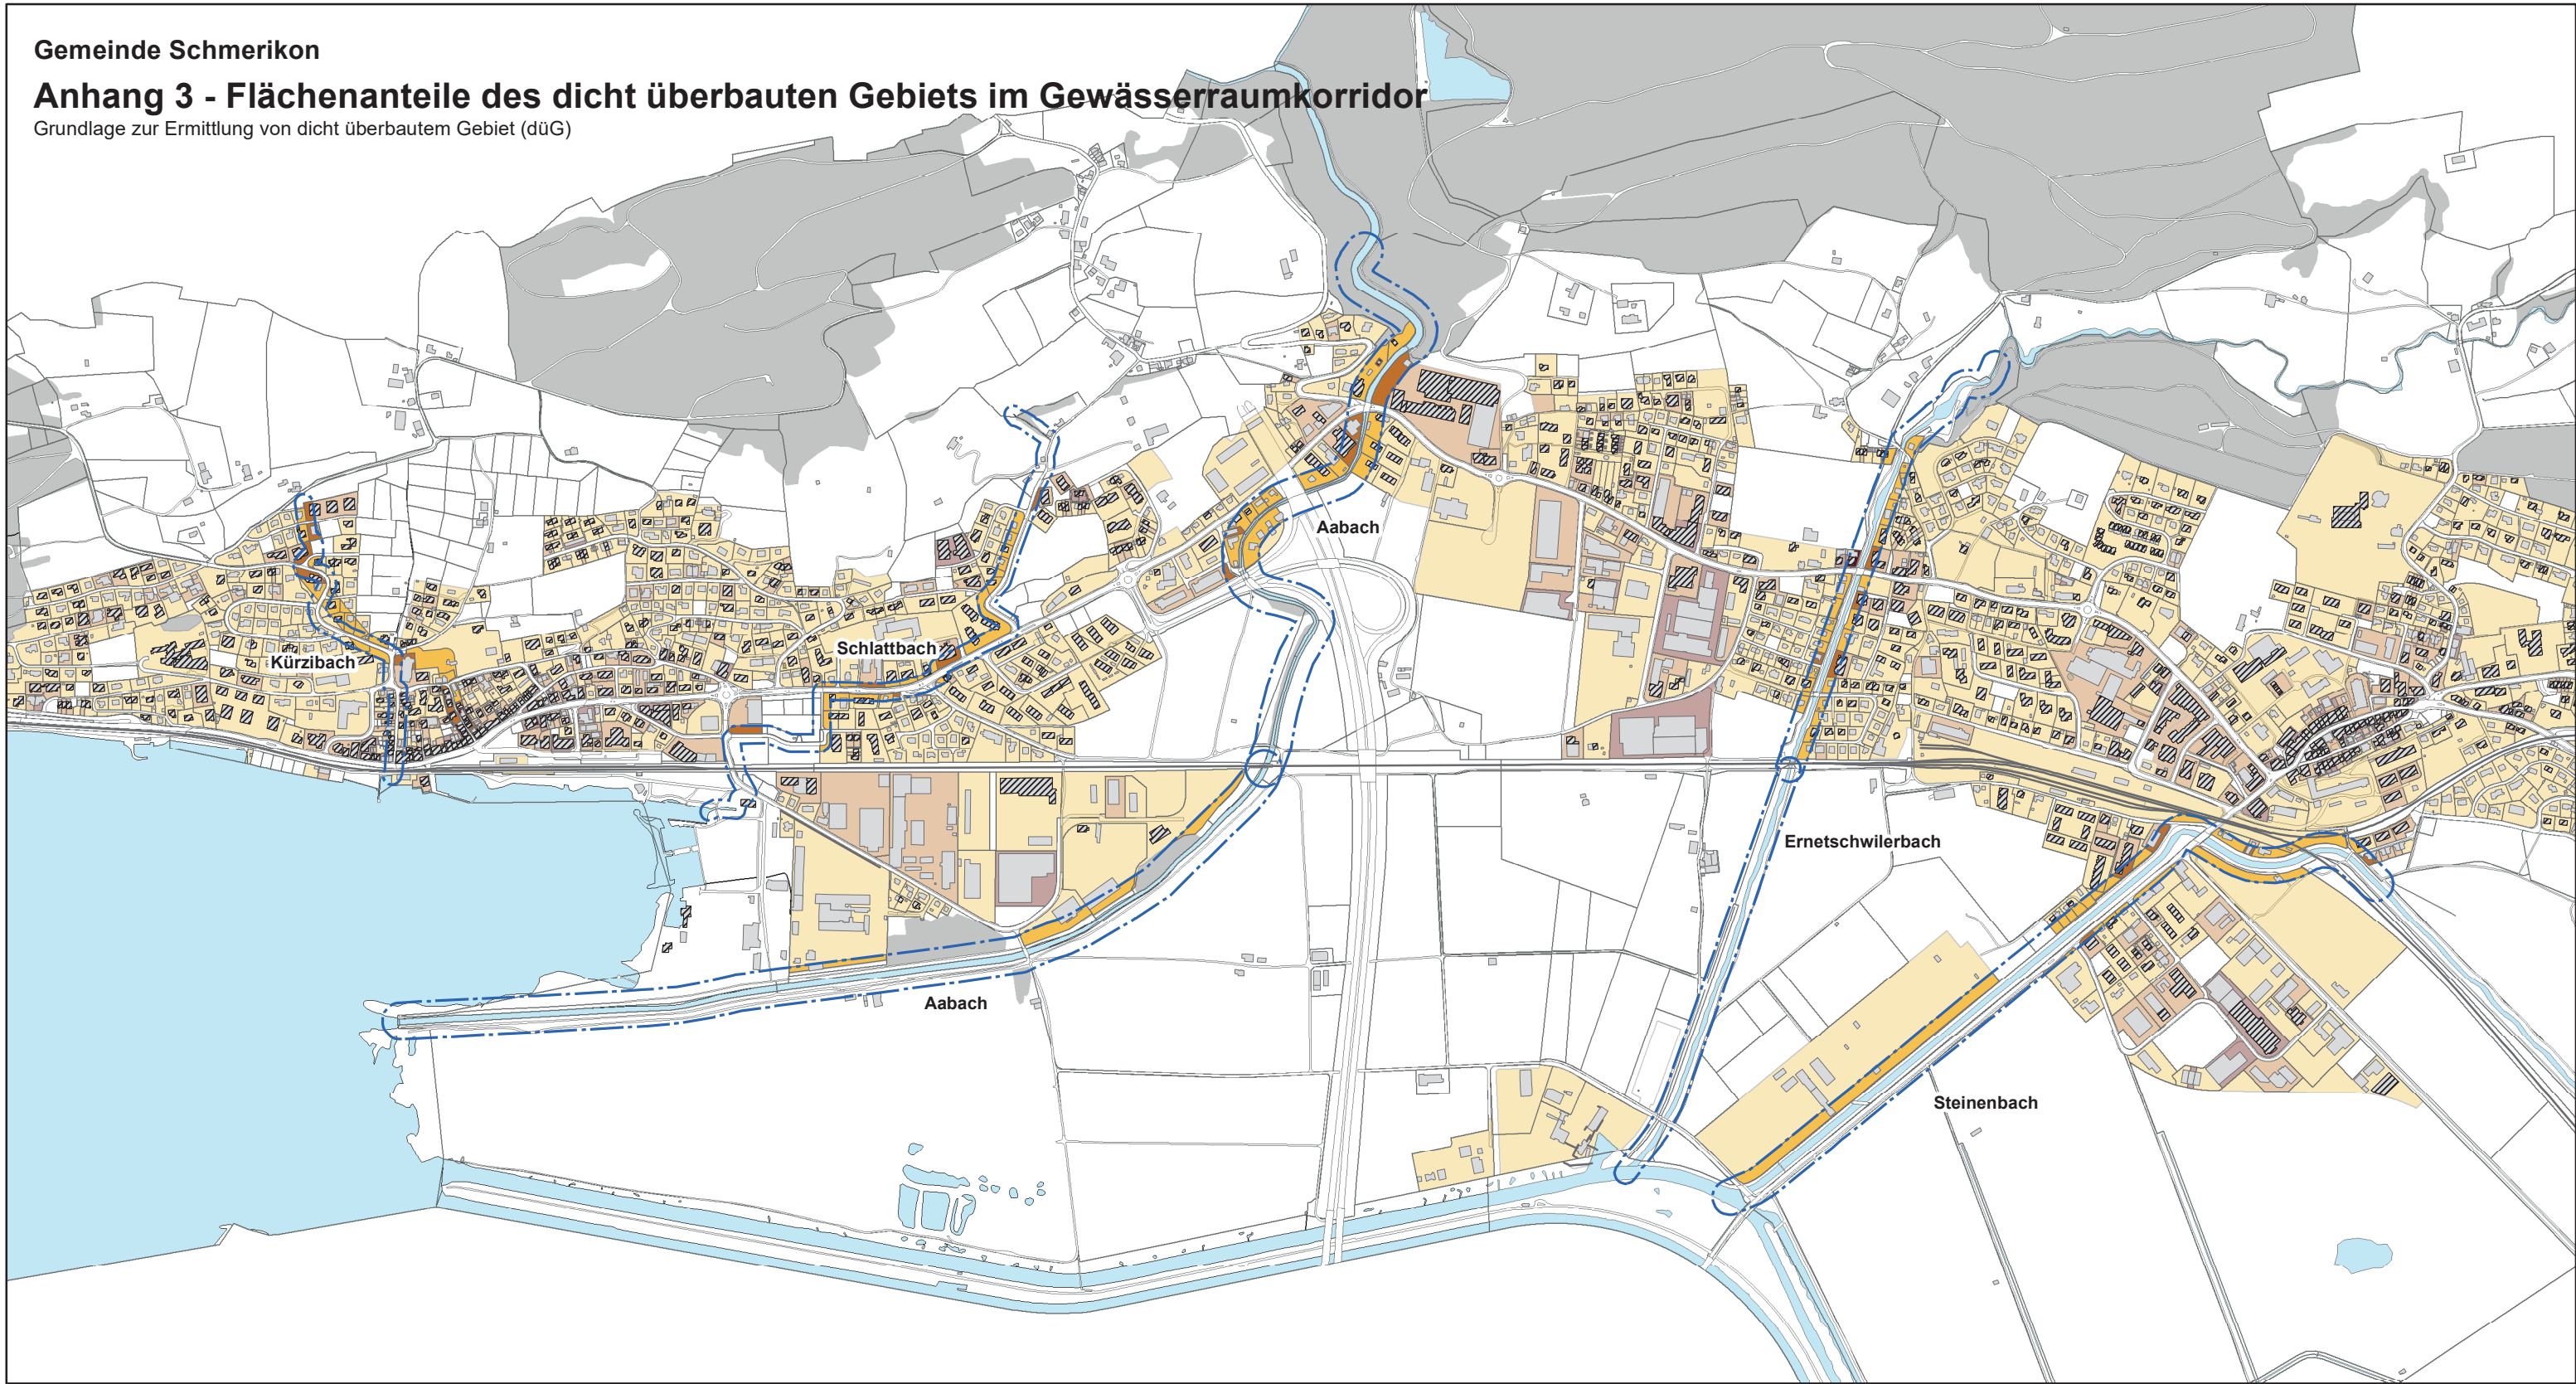 Gemeinde Schmerikon
Anhang 3 - Flächenanteile des dicht überbauten Gebiets im Gewässerraumkorridor
Grundlage zur Ermittlung von dicht überbautem Gebiet (düG)
Aabach
Schlattbach
Kürzibach
Ernetschwilerbach
Aabach
Steinenbach